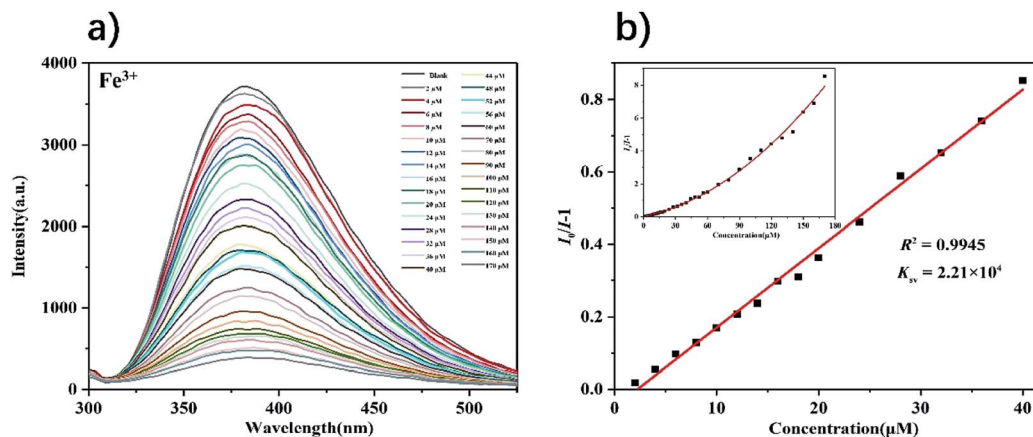 a)
Fe³⁺
Intensity(a.u.)
4000
3000
2000
1000
0
300
350
400
450
500
Wavelength(nm)
Blank
2 μM
4 μM
6 μM
8 μM
10 μM
12 μM
14 μM
16 μM
18 μM
20 μM
24 μM
28 μM
32 μM
36 μM
40 μM
44 μM
48 μM
52 μM
56 μM
60 μM
70 μM
80 μM
90 μM
100 μM
110 μM
120 μM
130 μM
140 μM
150 μM
160 μM
170 μM
b)
I₀/I-1
0.8
0.6
0.4
0.2
0.0
0
10
20
30
40
Concentration(μM)
I₀/I-1
8
6
4
2
0
0
30
60
90
120
150
180
Concentration(μM)
R² = 0.9945
Kₛᵥ = 2.21×10⁴